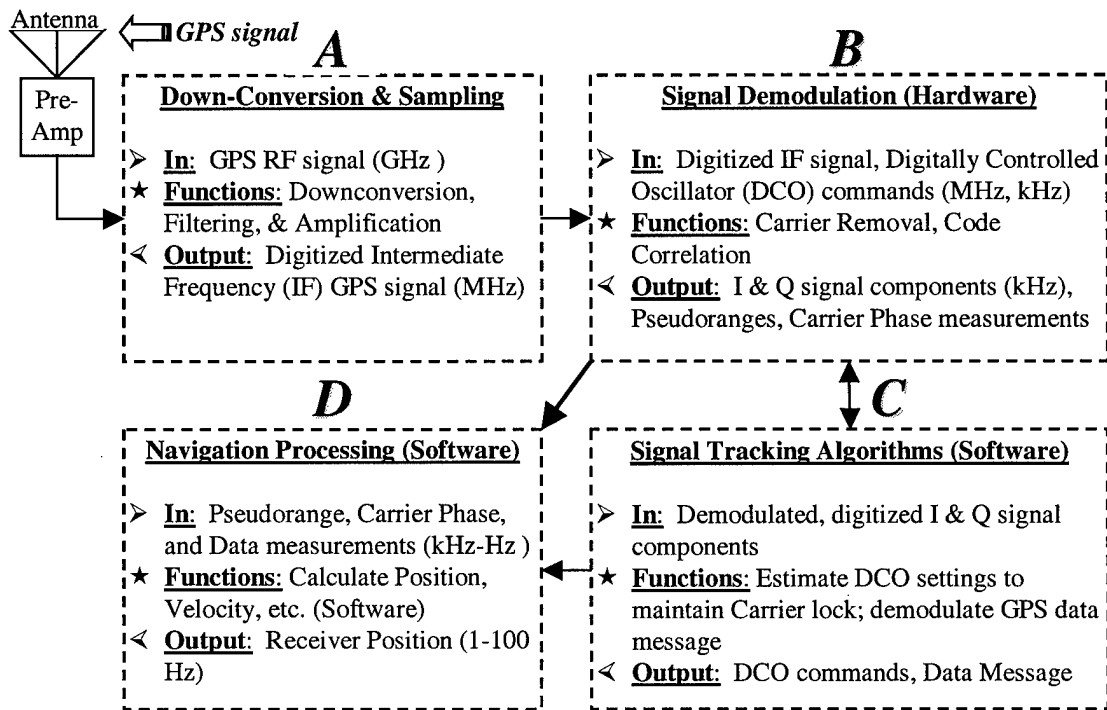 Antenna
GPS signal
Pre-
Amp
A
Down-Conversion & Sampling
In: GPS RF signal (GHz )
Functions: Downconversion,
Filtering, & Amplification
Output: Digitized Intermediate
Frequency (IF) GPS signal (MHz)
B
Signal Demodulation (Hardware)
In: Digitized IF signal, Digitally Controlled
Oscillator (DCO) commands (MHz, kHz)
Functions: Carrier Removal, Code
Correlation
Output: I & Q signal components (kHz),
Pseudoranges, Carrier Phase measurements
C
Signal Tracking Algorithms (Software)
In: Demodulated, digitized I & Q signal
components
Functions: Estimate DCO settings to
maintain Carrier lock; demodulate GPS data
message
Output: DCO commands, Data Message
D
Navigation Processing (Software)
In: Pseudorange, Carrier Phase,
and Data measurements (kHz-Hz )
Functions: Calculate Position,
Velocity, etc. (Software)
Output: Receiver Position (1-100
Hz)